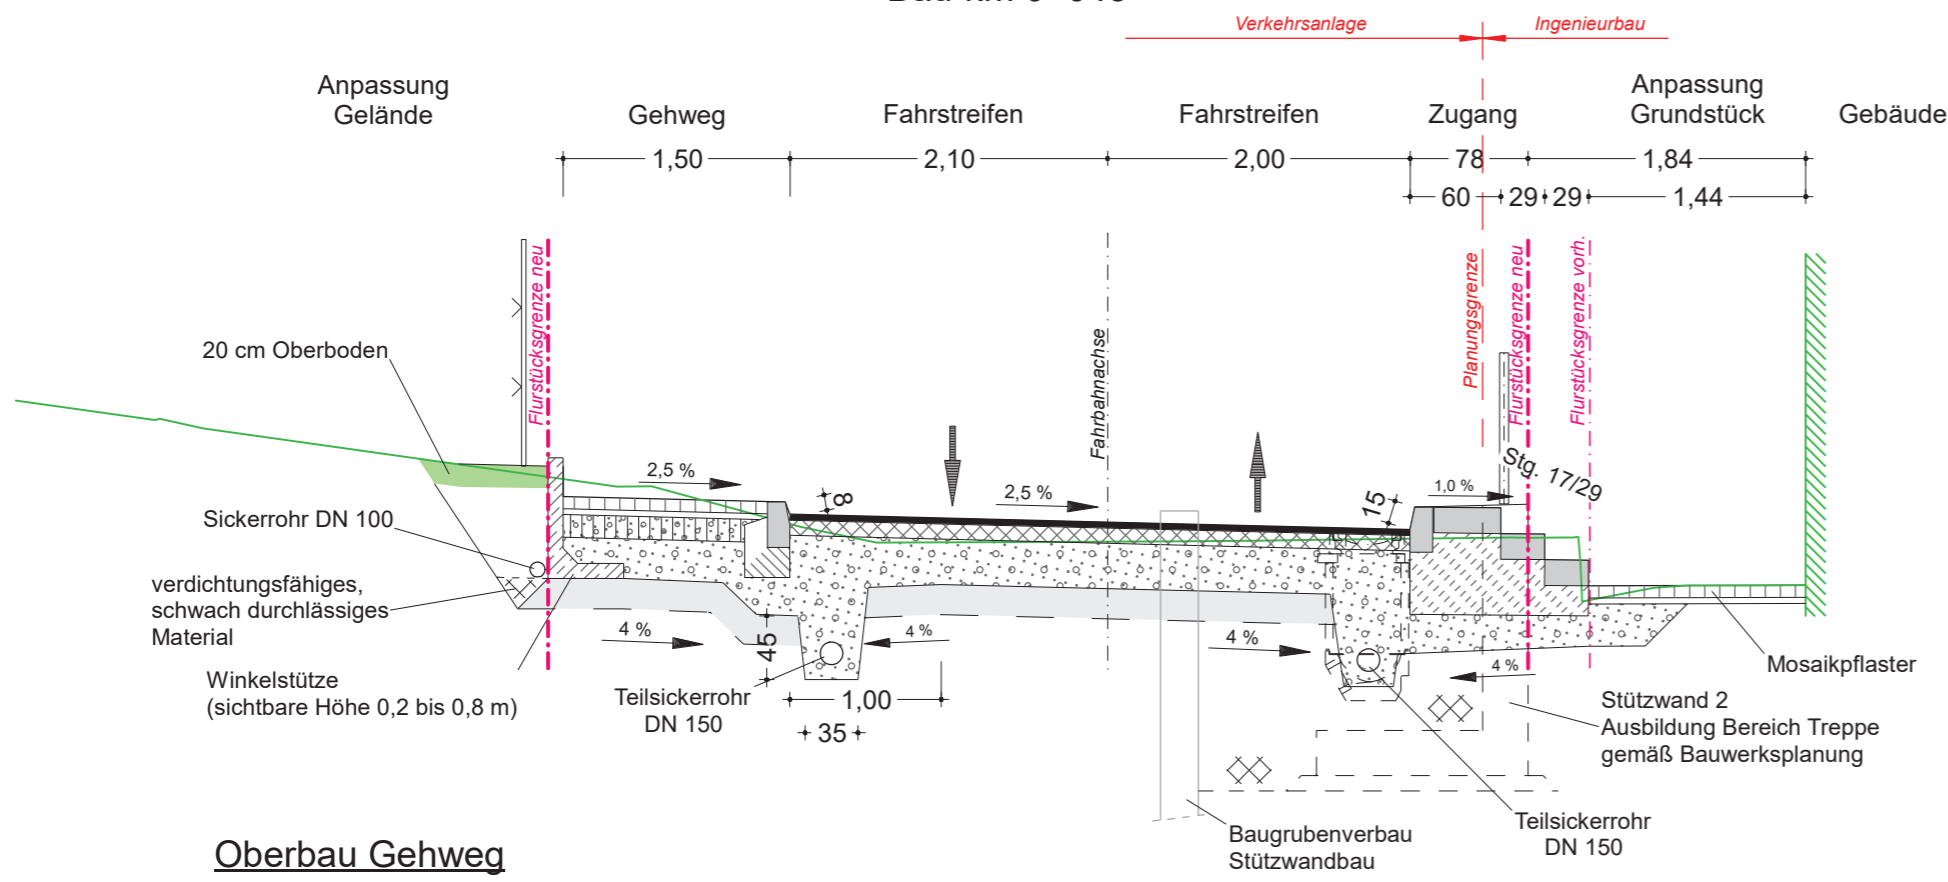 Verkehrsanlage
Ingenieurbau
Anpassung
Gelände
Gehweg
Fahrstreifen
Fahrstreifen
Zugang
Anpassung
Grundstück
Gebäude
1,50
2,10
2,00
78
1,84
60
29
29
1,44
Flurstücksgrenze neu
Fahrbahnachse
Planungsgrenze
Flurstücksgrenze neu
Flurstücksgrenze vorh.
20 cm Oberboden
2,5 %
8
2,5 %
15
1,0 %
Stg. 17/29
Sickerrohr DN 100
verdichtungsfähiges,
schwach durchlässiges
Material
4 %
45
4 %
4 %
4 %
Winkelstütze
(sichtbare Höhe 0,2 bis 0,8 m)
Teilsickerrohr
DN 150
1,00
35
Mosaikpflaster
Stützwand 2
Ausbildung Bereich Treppe
gemäß Bauwerksplanung
Baugrubenverbau
Stützwandbau
Teilsickerrohr
DN 150
Oberbau Gehweg